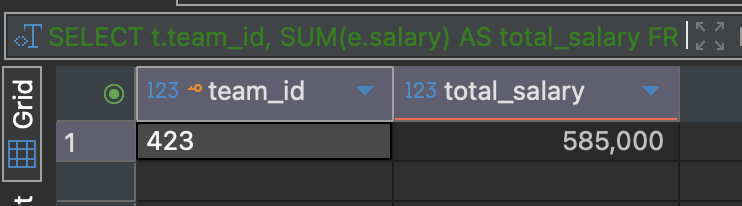 SELECT t.team_id, SUM(e.salary) AS total_salary FR
Grid
123 team_id 123 total_salary
1 423 585,000